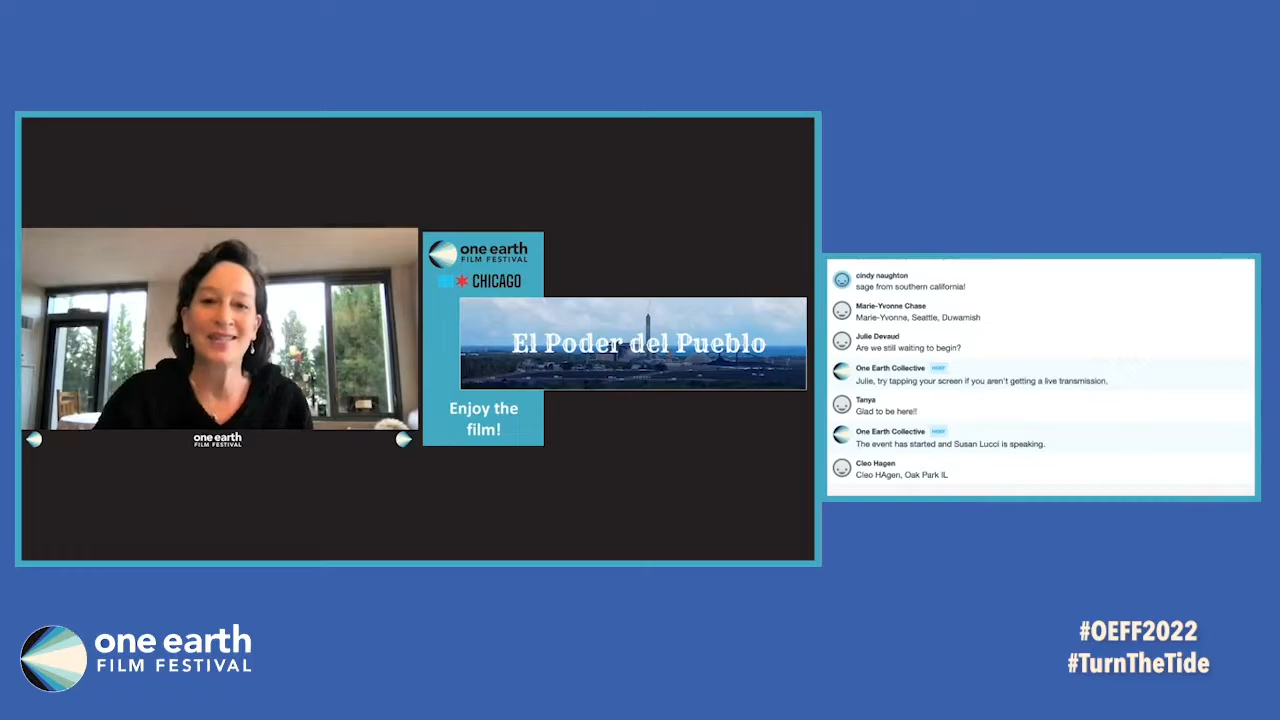 one earth
FILM FESTIVAL
CHICAGO
El Poder del Pueblo
Enjoy the
film!
one earth
FILM FESTIVAL
cindy naughton
sage from southern california!
Marie-Yvonne Chase
Marie-Yvonne, Seattle, Duwamish
Julie Devaud
Are we still waiting to begin?
One Earth Collective HOST
Julie, try tapping your screen if you aren't getting a live transmission,
Tanya
Glad to be here!!
One Earth Collective HOST
The event has started and Susan Lucci is speaking.
Cleo Hagen
Cleo HAgen, Oak Park IL
one earth
FILM FESTIVAL
#OEFF2022
#TurnTheTide